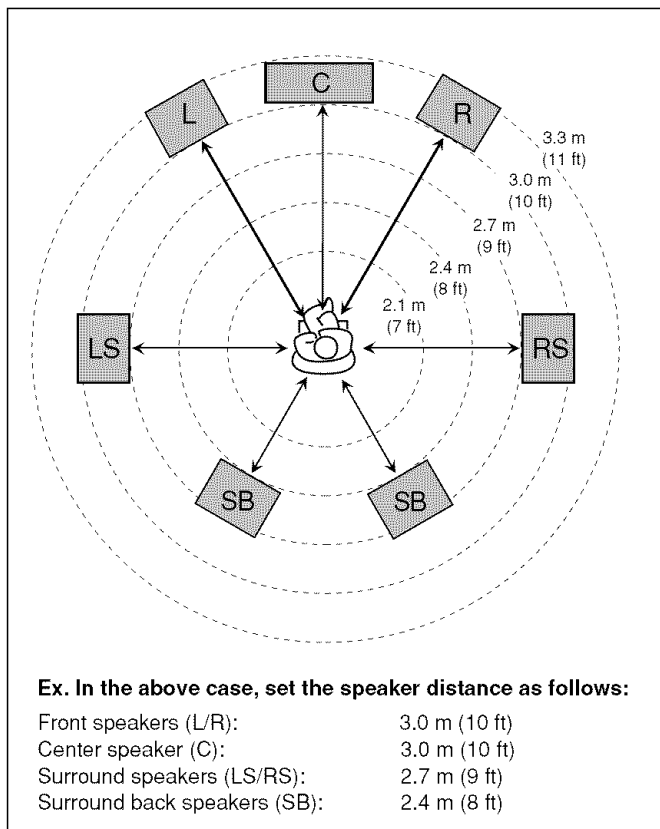 C
L
R
3.3 m
(11 ft)
3.0 m
(10 ft)
2.7 m
(9 ft)
2.4 m
(8 ft)
2.1 m
(7 ft)
LS
RS
SB
SB
Ex. In the above case, set the speaker distance as follows:
Front speakers (L/R): 3.0 m (10 ft)
Center speaker (C): 3.0 m (10 ft)
Surround speakers (LS/RS): 2.7 m (9 ft)
Surround back speakers (SB): 2.4 m (8 ft)